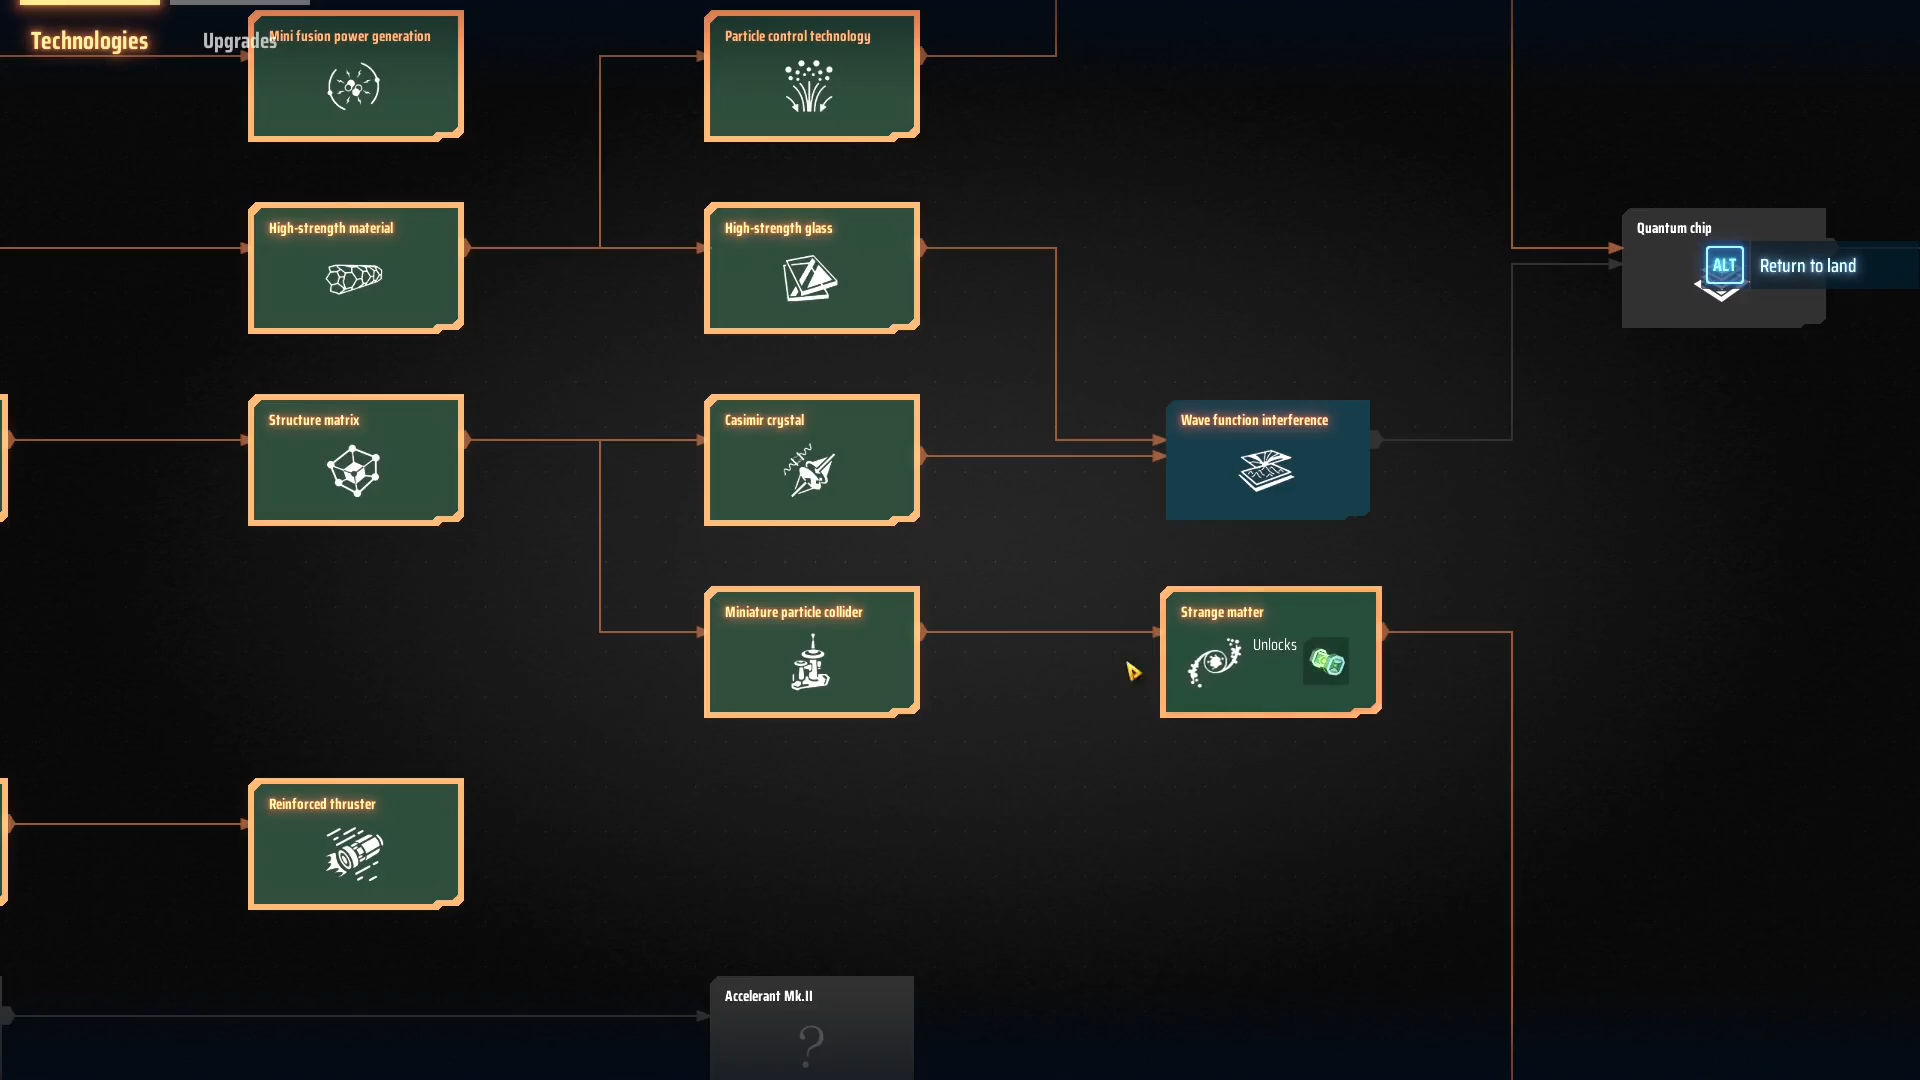 Technologies
Upgrades
Mini fusion power generation
Particle control technology
High-strength material
High-strength glass
Quantum chip
ALT
Return to land
Structure matrix
Casimir crystal
Wave function interference
Miniature particle collider
Strange matter
Unlocks
Reinforced thruster
Accelerant Mk.II
?